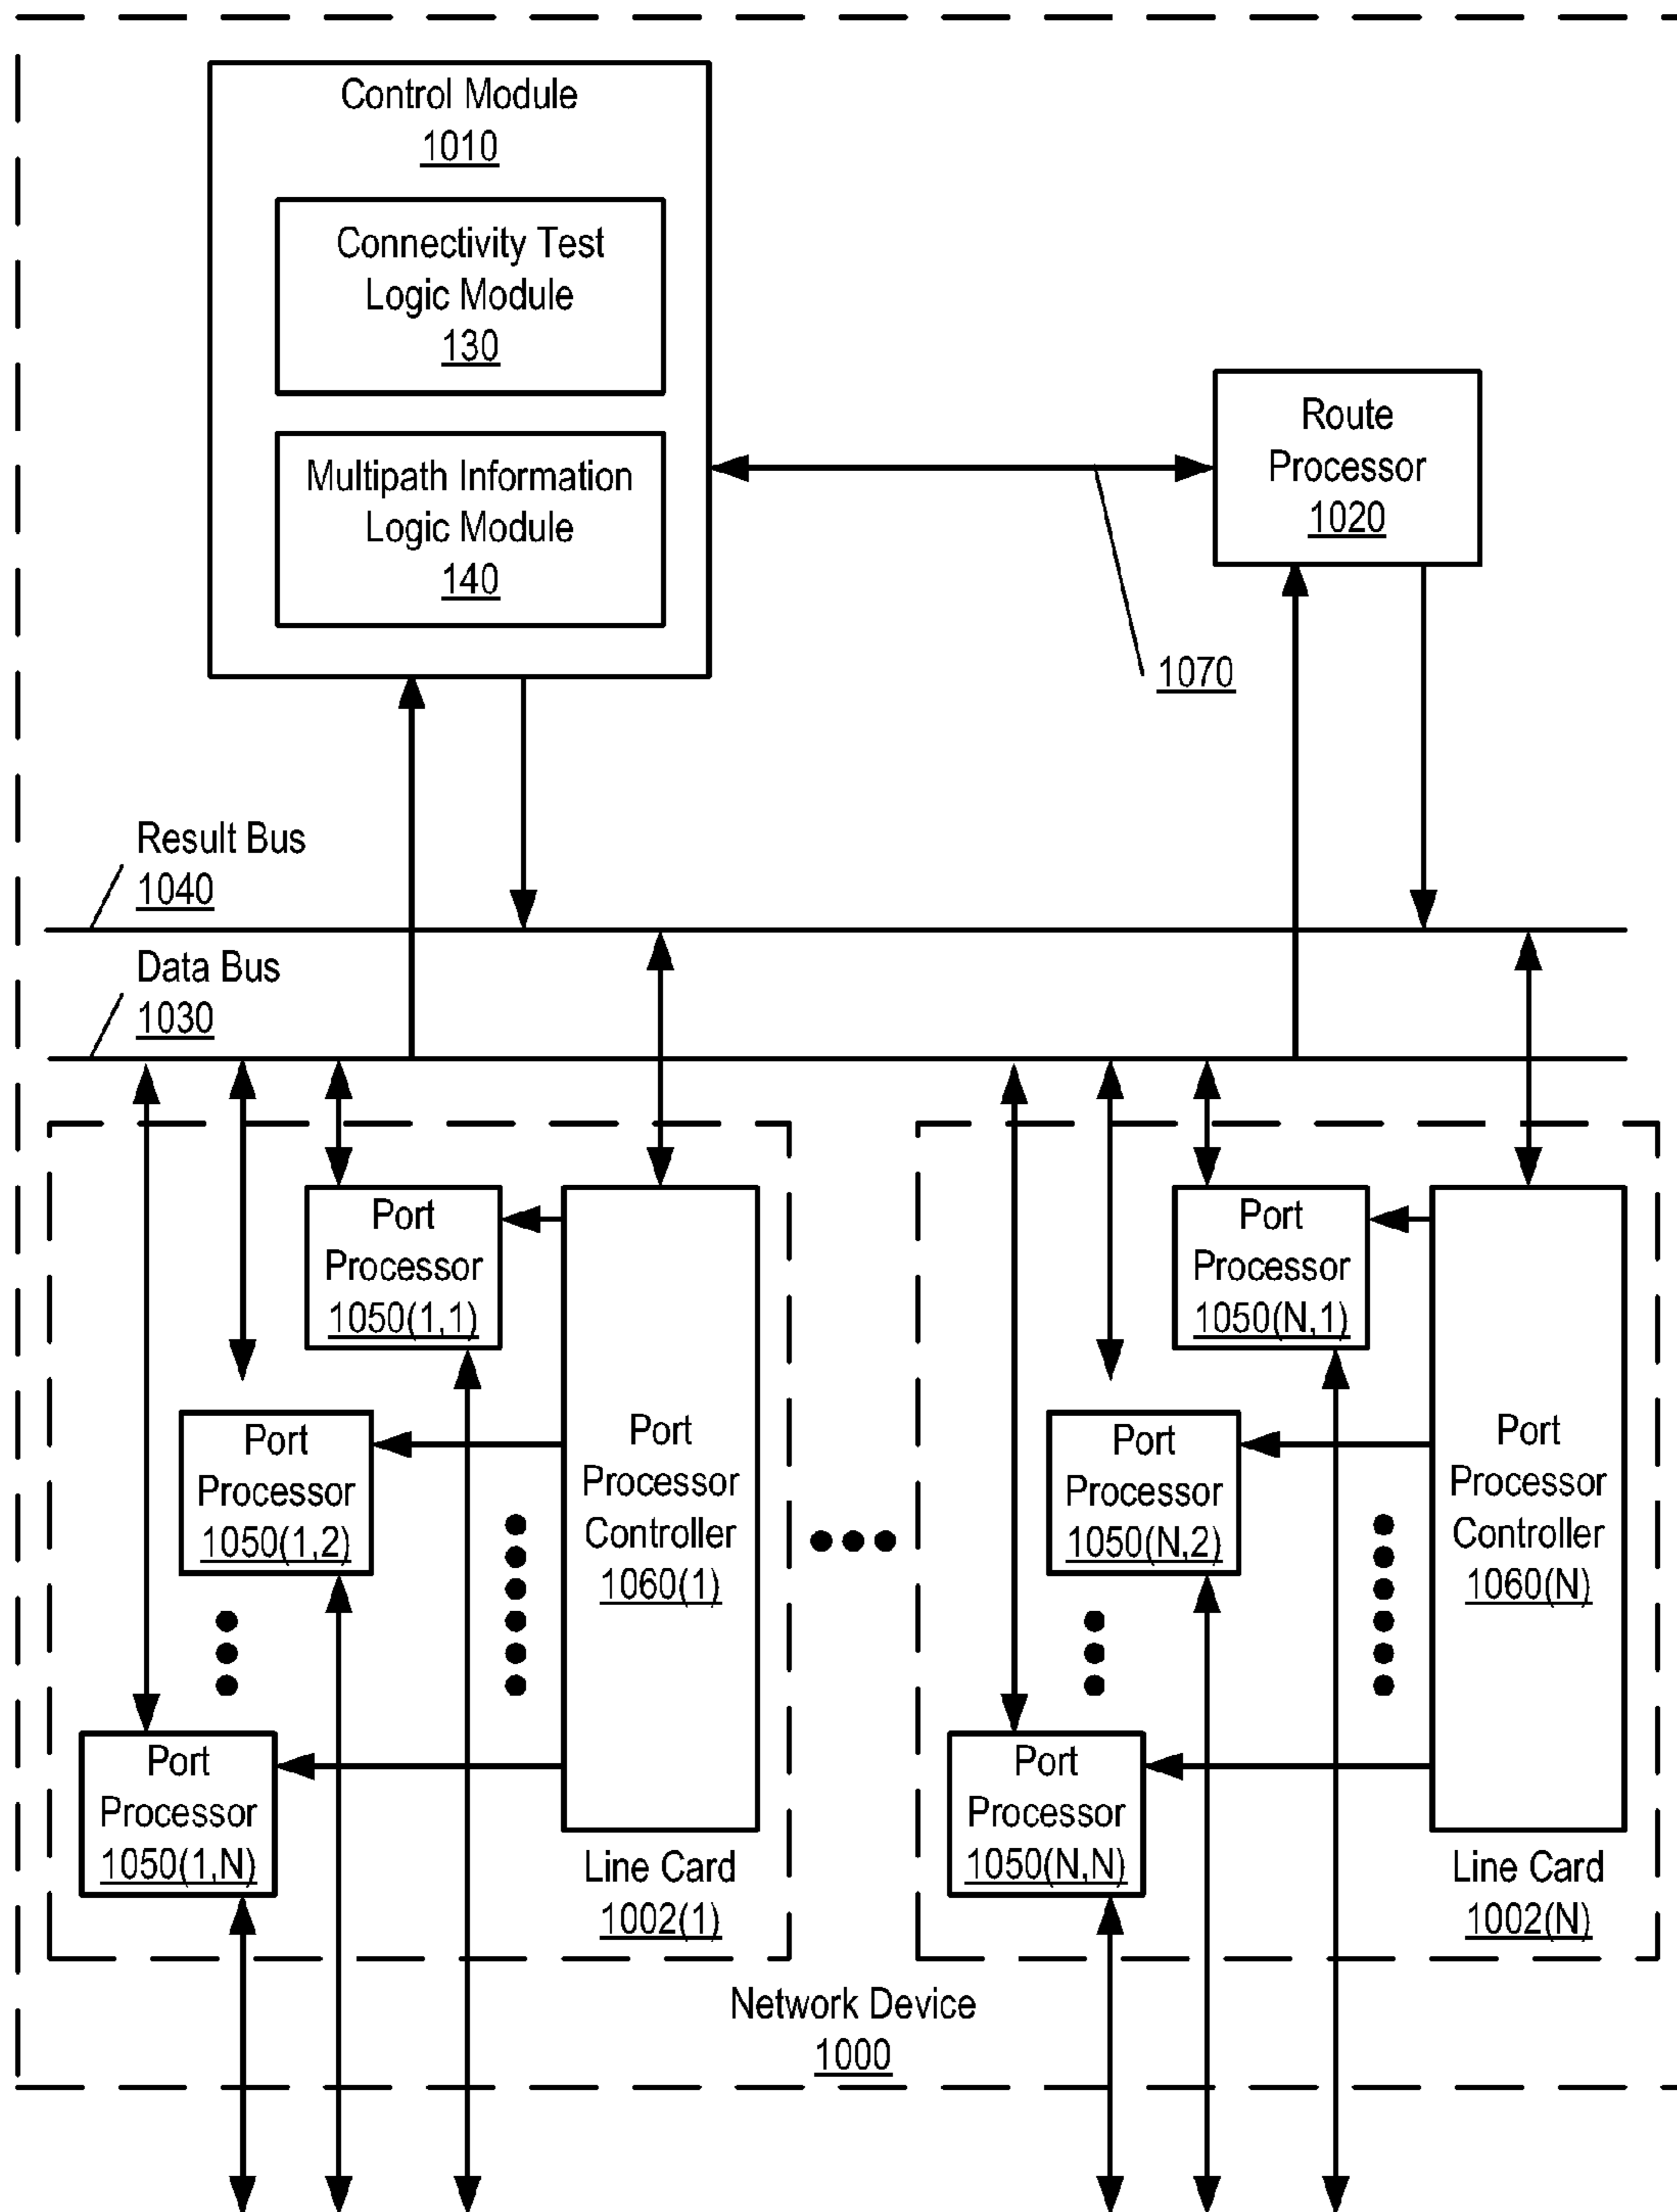 Control Module
1010
Connectivity Test
Logic Module
130
Multipath Information
Logic Module
140
Route
Processor
1020
1070
Result Bus
1040
Data Bus
1030
Port
Processor
1050(1,1)
Port
Processor
1050(1,2)
Port
Processor
1050(1,N)
Port
Processor
Controller
1060(1)
Line Card
1002(1)
Port
Processor
1050(N,1)
Port
Processor
1050(N,2)
Port
Processor
1050(N,N)
Port
Processor
Controller
1060(N)
Line Card
1002(N)
Network Device
1000